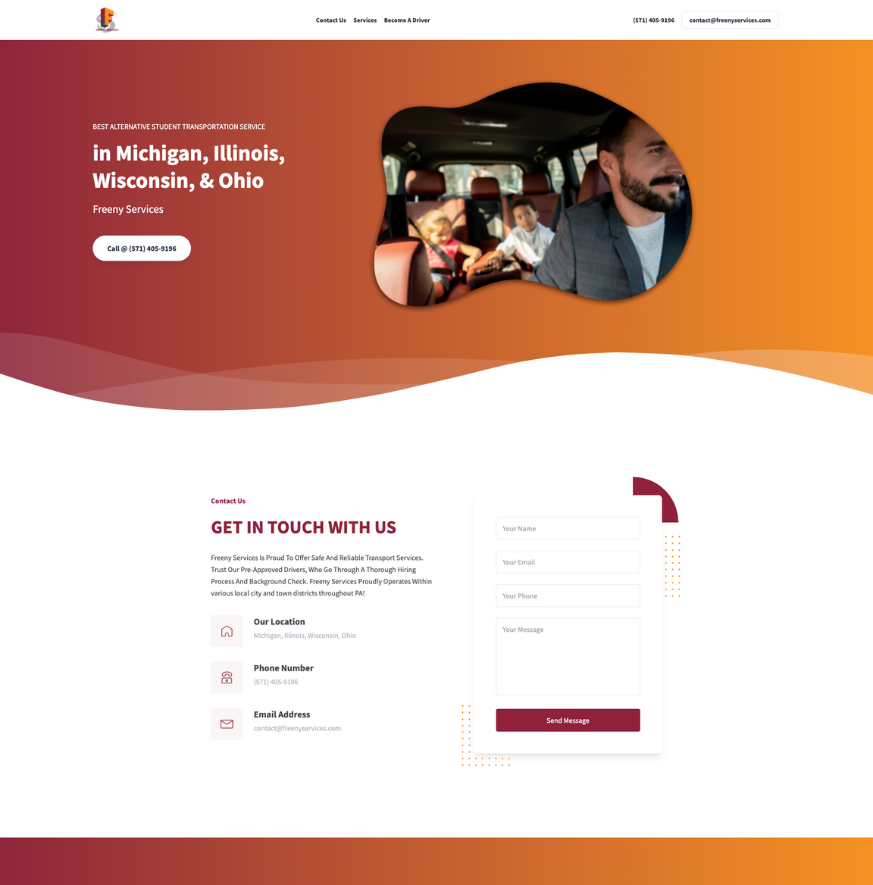 Contact Us Services Become A Driver
(571) 405-9196 contact@freenyservices.com
BEST ALTERNATIVE STUDENT TRANSPORTATION SERVICE
in Michigan, Illinois,
Wisconsin, & Ohio
Freeny Services
Call @ (571) 405-9196
Contact Us
GET IN TOUCH WITH US
Freeny Services Is Proud To Offer Safe And Reliable Transport Services.
Trust Our Pre-Approved Drivers, Who Go Through A Thorough Hiring
Process And Background Check. Freeny Services Proudly Operates Within
various local city and town districts throughout PA!
Our Location
Michigan, Illinois, Wisconsin, Ohio
Phone Number
(571) 405-9196
Email Address
contact@freenyservices.com
Your Name
Your Email
Your Phone
Your Message
Send Message